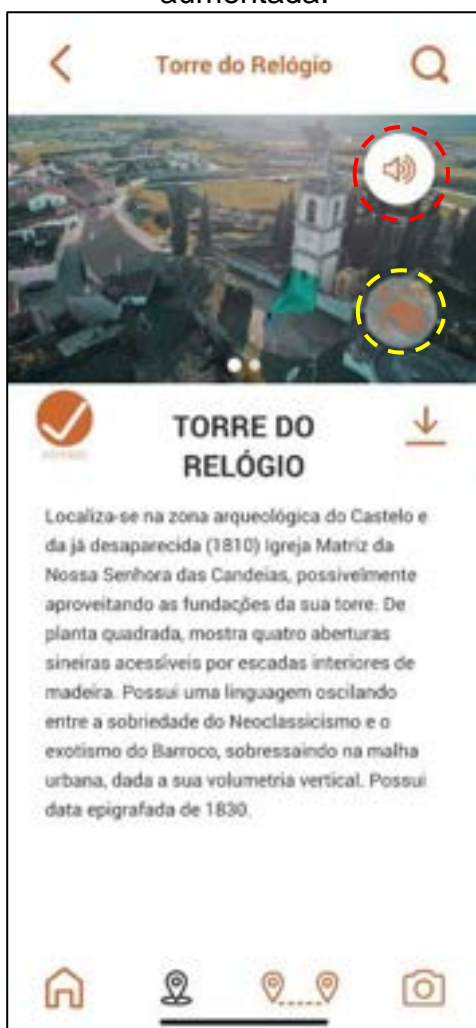 aumentada.
Torre do Relógio
TORRE DO
RELÓGIO
Localiza-se na zona arqueológica do Castelo e
da já desaparecida (1810) Igreja Matriz da
Nossa Senhora das Candeias, possivelmente
aproveitando as fundações da sua torre. De
planta quadrada, mostra quatro aberturas
sineiras acessíveis por escadas interiores de
madeira. Possui uma linguagem oscilando
entre a sobriedade do Neoclassicismo e o
exotismo do Barroco, sobressaindo na malha
urbana, dada a sua volumetria vertical. Possui
data epigrafada de 1830.